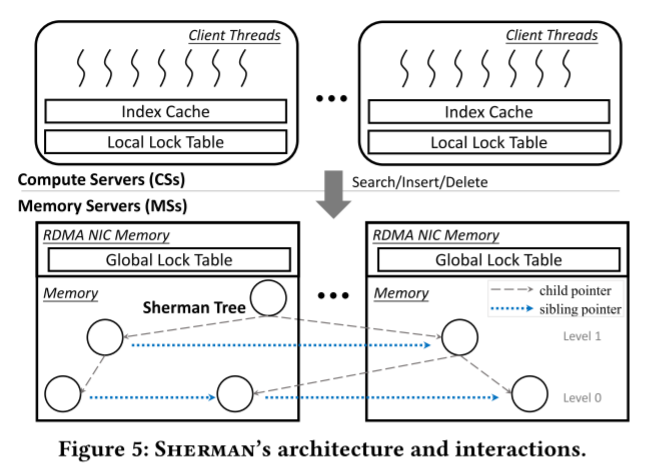 Client Threads
Client Threads
Index Cache
Index Cache
Local Lock Table
Local Lock Table
Compute Servers (CSs)
Search/Insert/Delete
Memory Servers (MSs)
RDMA NIC Memory
RDMA NIC Memory
Global Lock Table
Global Lock Table
Memory
Memory
child pointer
Sherman Tree
sibling pointer
Level 1
Level 0
Figure 5: SHERMAN's architecture and interactions.